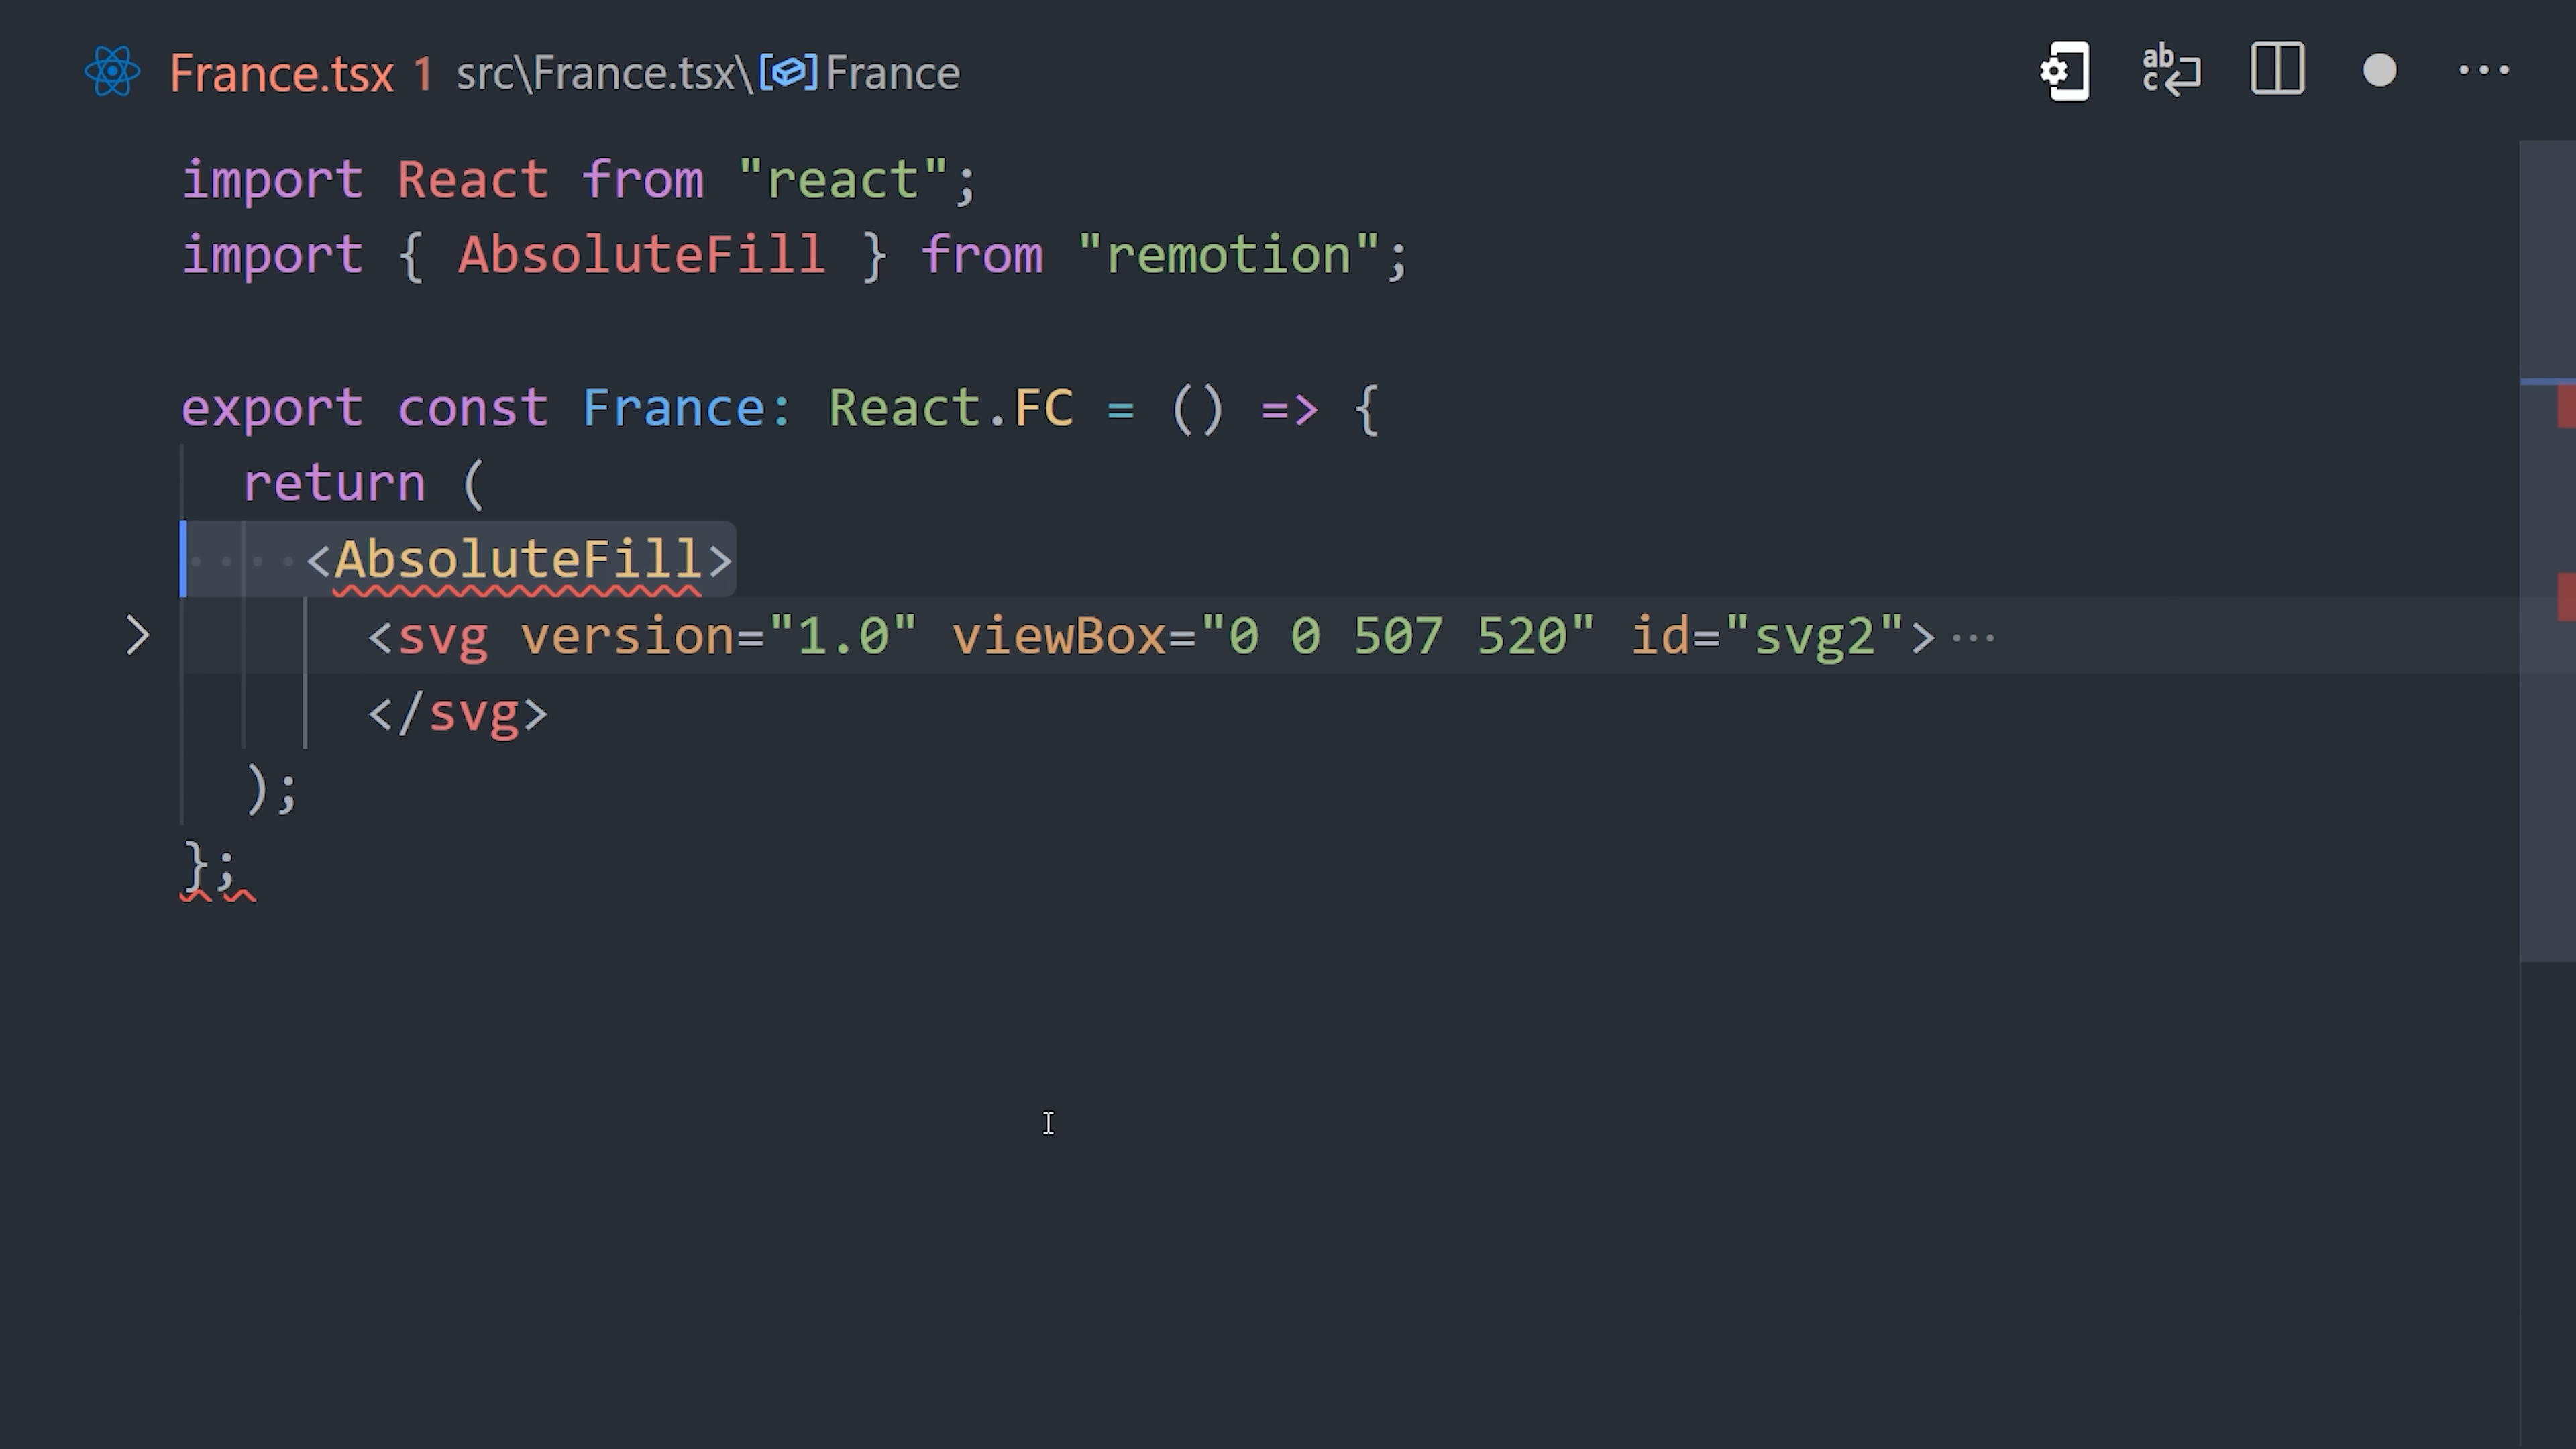 France.tsx 1 src\France.tsx\France
import React from "react";
import { AbsoluteFill } from "remotion";
export const France: React.FC = () => {
return (
<AbsoluteFill>
<svg version="1.0" viewBox="0 0 507 520" id="svg2">···
</svg>
);
};